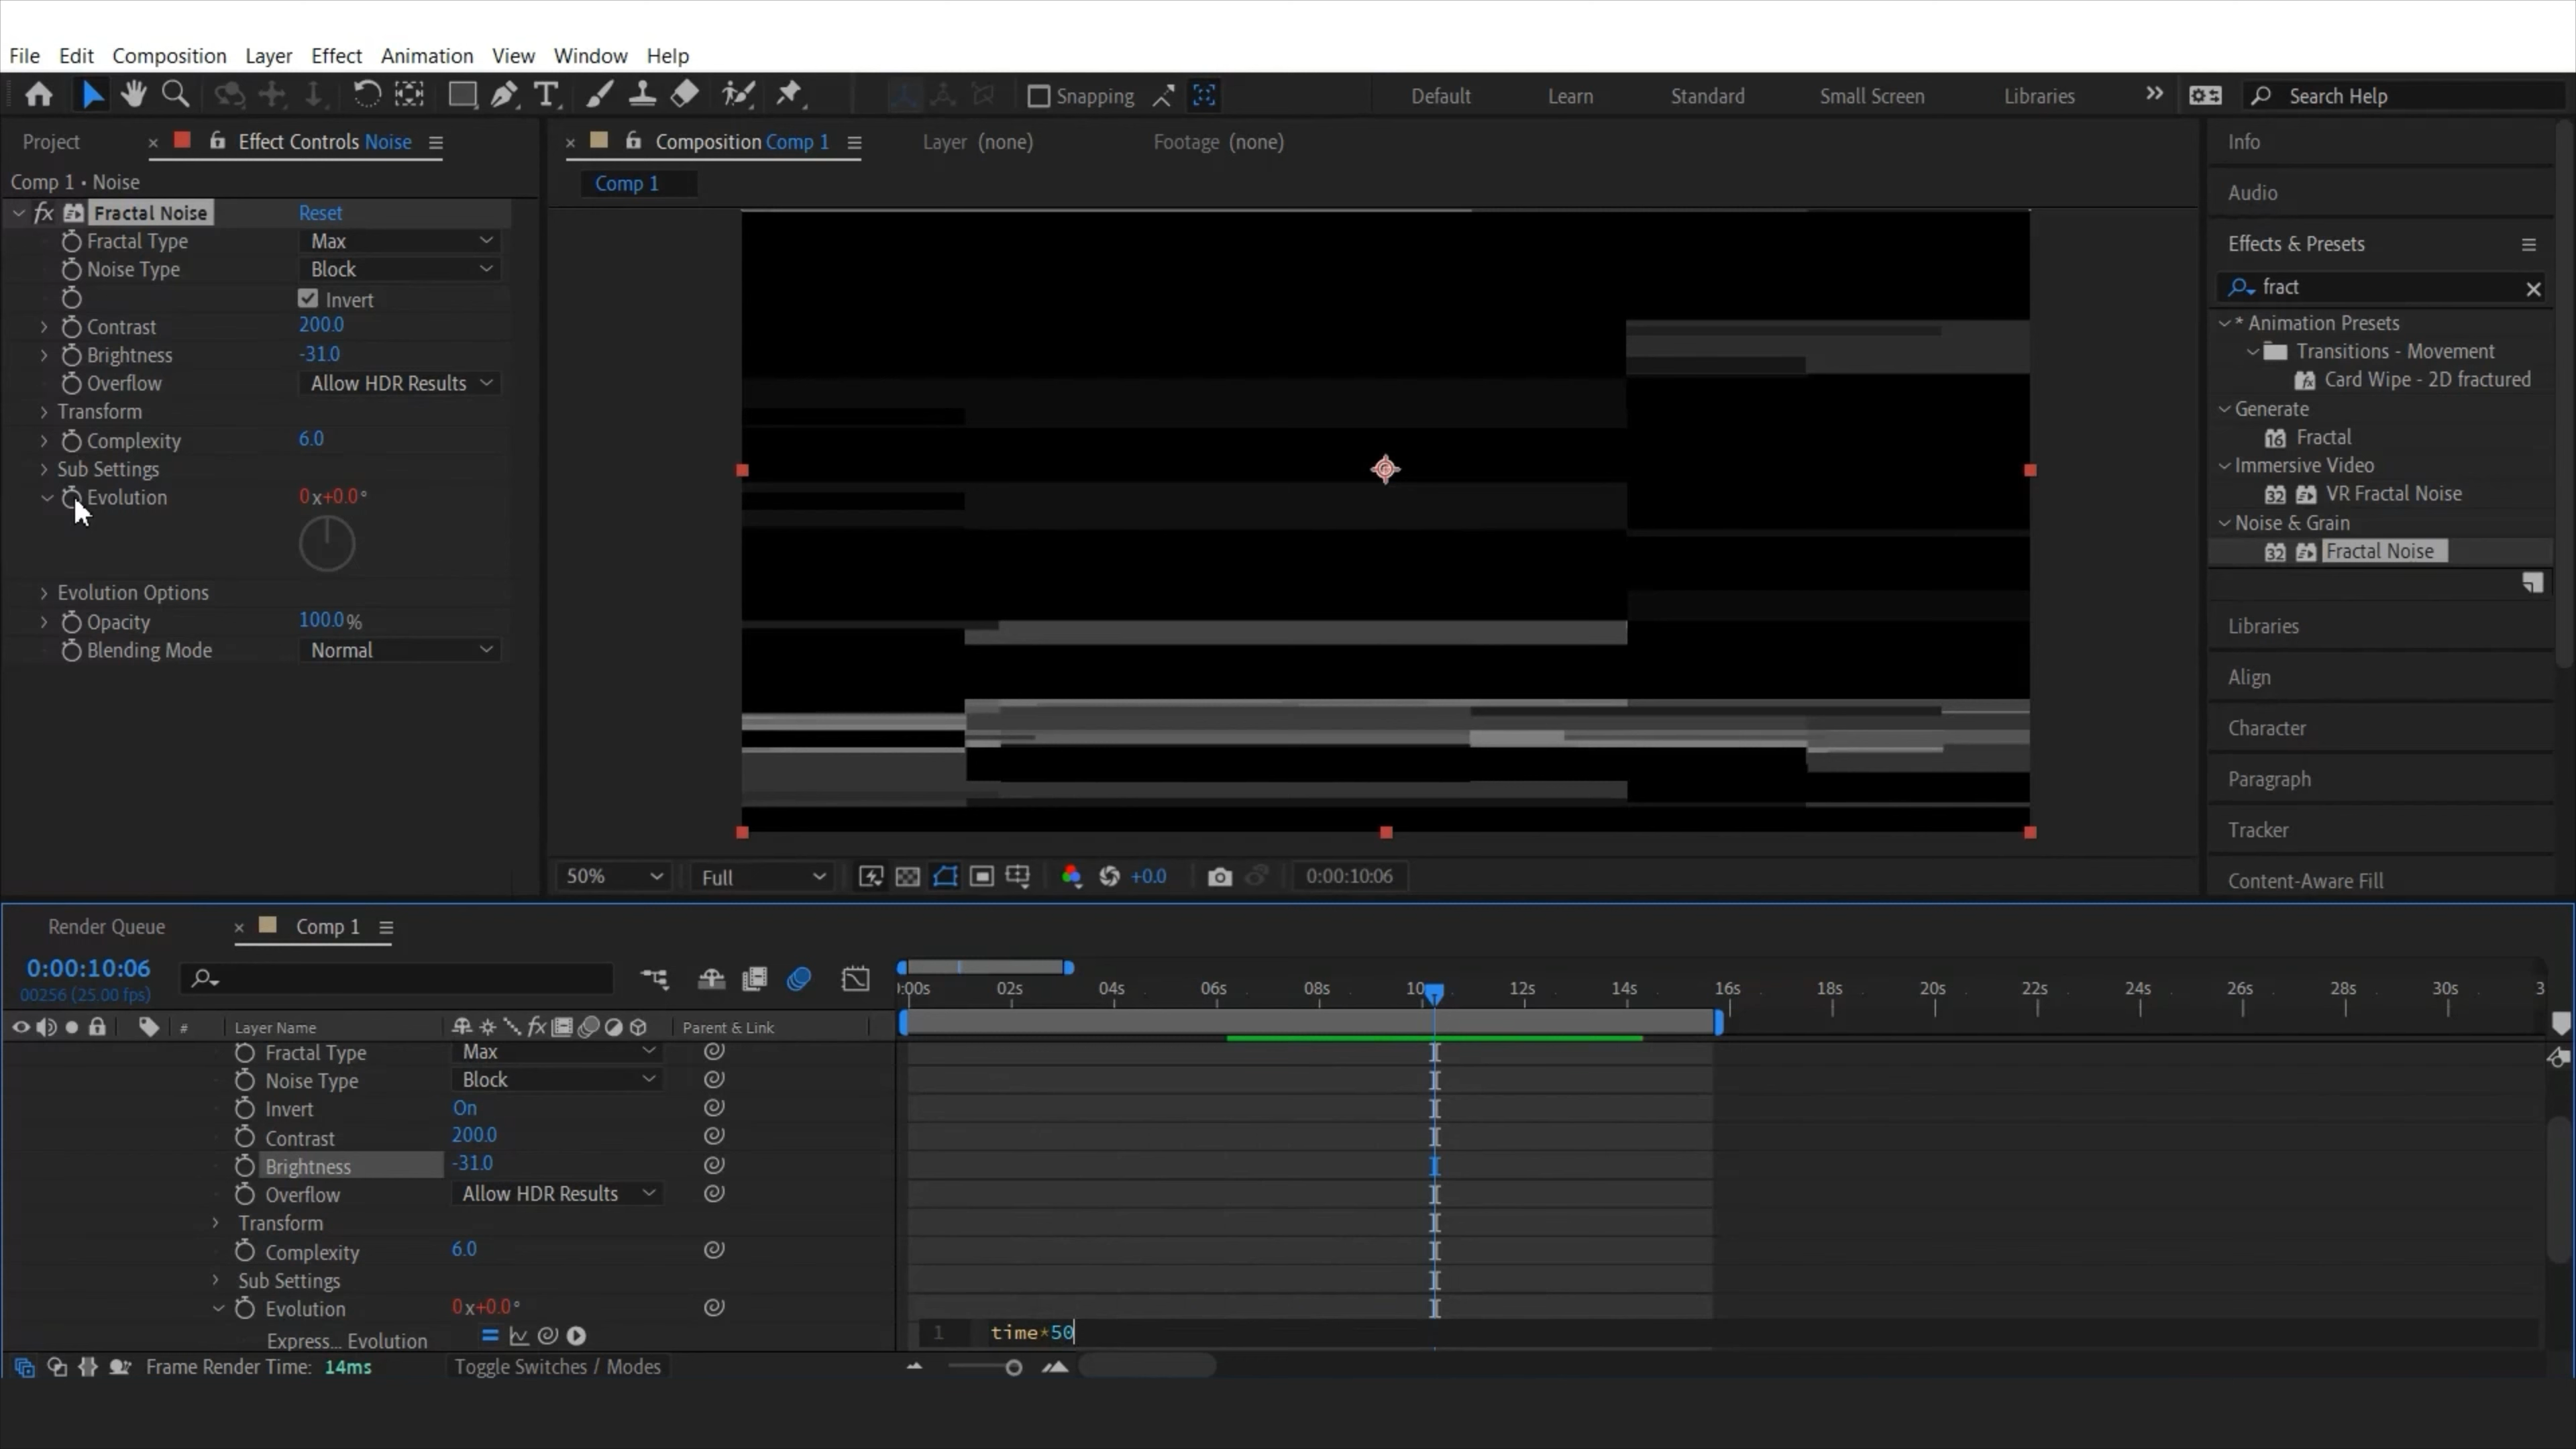 File Edit Composition Layer Effect Animation View Window Help
Snapping Default Learn Standard Small Screen Libraries Search Help
Project Effect Controls Noise
Comp 1 • Noise
fx Fractal Noise Reset
Fractal Type Max
Noise Type Block
Invert
Contrast 200.0
Brightness -31.0
Overflow Allow HDR Results
Transform
Complexity 6.0
Sub Settings
Evolution 0x+0.0°
Evolution Options
Opacity 100.0%
Blending Mode Normal
Composition Comp 1 Layer (none) Footage (none)
Comp 1
50% Full +0.0 0:00:10:06
Info
Audio
Effects & Presets
fract
* Animation Presets
Transitions - Movement
Card Wipe - 2D fractured
Generate
16 Fractal
Immersive Video
32 VR Fractal Noise
Noise & Grain
32 Fractal Noise
Libraries
Align
Character
Paragraph
Tracker
Content-Aware Fill
Render Queue Comp 1
0:00:10:06
00256 (25.00 fps)
):00s 02s 04s 06s 08s 10 12s 14s 16s 18s 20s 22s 24s 26s 28s 30s 3
# Layer Name fx Parent & Link
Fractal Type Max
Noise Type Block
Invert On
Contrast 200.0
Brightness -31.0
Overflow Allow HDR Results
Transform
Complexity 6.0
Sub Settings
Evolution 0x+0.0°
Express... Evolution 1 time*50
Frame Render Time: 14ms Toggle Switches / Modes